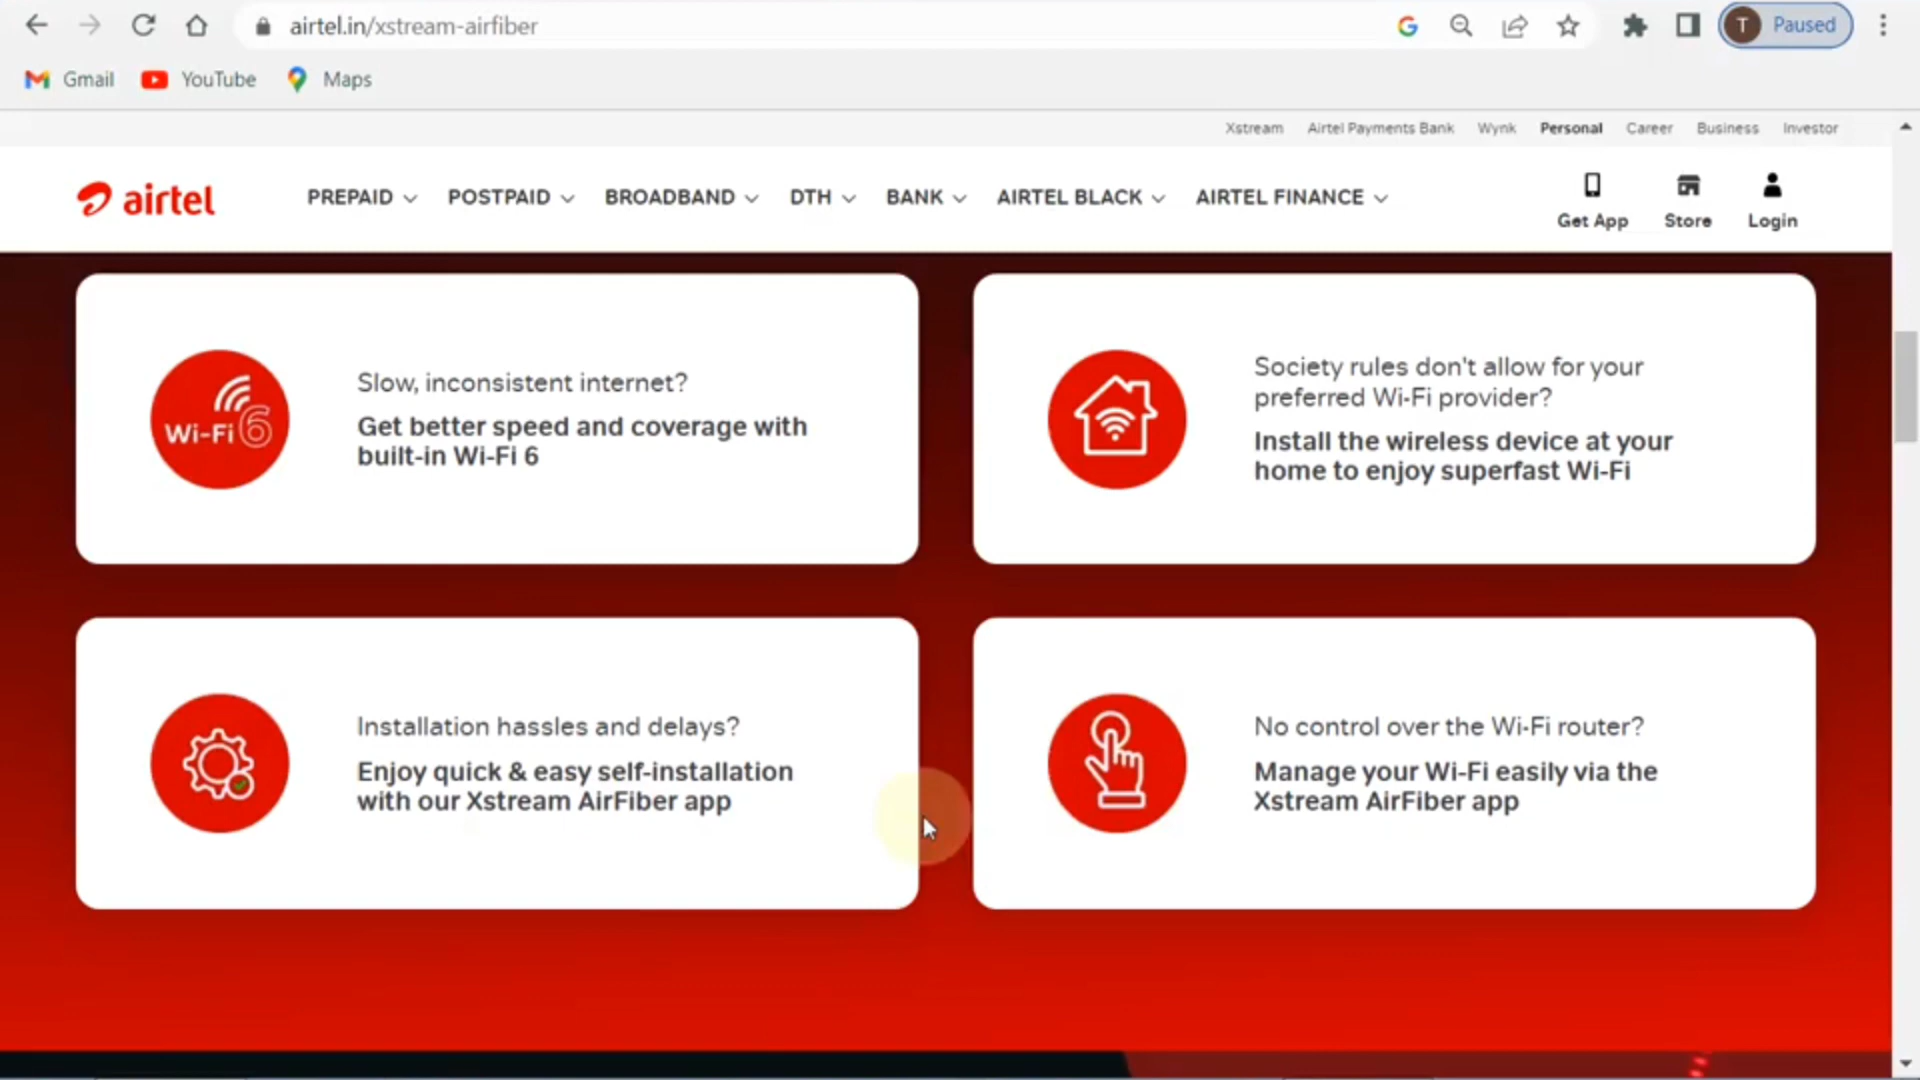 airtel.in/xstream-airfiber
T Paused
Gmail YouTube Maps
Xstream Airtel Payments Bank Wynk Personal Career Business Investor
airtel PREPAID POSTPAID BROADBAND DTH BANK AIRTEL BLACK AIRTEL FINANCE
Get App Store Login
Wi-Fi 6
Slow, inconsistent internet?
Get better speed and coverage with
built-in Wi-Fi 6
Society rules don't allow for your
preferred Wi-Fi provider?
Install the wireless device at your
home to enjoy superfast Wi-Fi
Installation hassles and delays?
Enjoy quick & easy self-installation
with our Xstream AirFiber app
No control over the Wi-Fi router?
Manage your Wi-Fi easily via the
Xstream AirFiber app